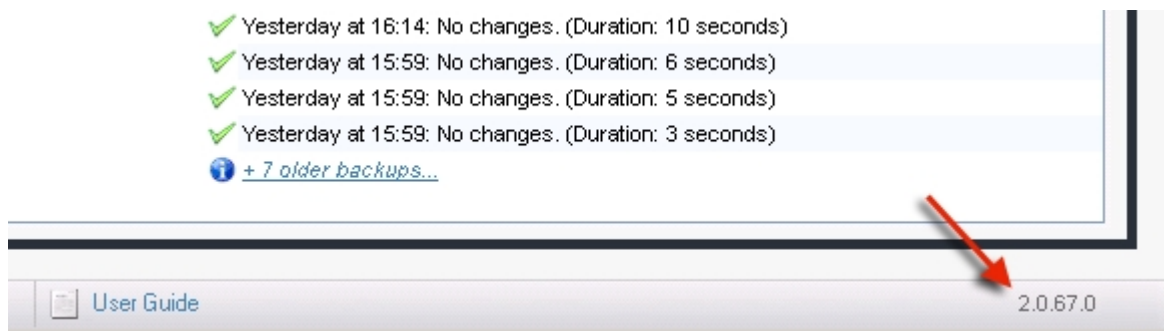 Yesterday at 16:14: No changes. (Duration: 10 seconds)
Yesterday at 15:59: No changes. (Duration: 6 seconds)
Yesterday at 15:59: No changes. (Duration: 5 seconds)
Yesterday at 15:59: No changes. (Duration: 3 seconds)
+ 7 older backups...
User Guide 2.0.67.0